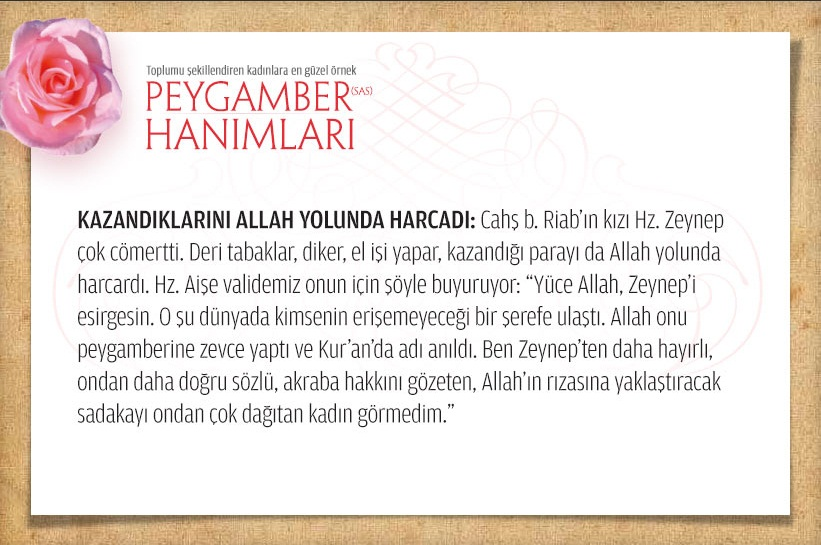 Toplumu şekillendiren kadınlara en güzel örnek
PEYGAMBER (SAS)
HANIMLARI
KAZANDIKLARINI ALLAH YOLUNDA HARCADI: Cahş b. Riab’ın kızı Hz. Zeynep
çok cömertti. Deri tabaklar, diker, el işi yapar, kazandığı parayı da Allah yolunda
harcardı. Hz. Aişe validemiz onun için şöyle buyuruyor: “Yüce Allah, Zeynep’i
esirgesin. O şu dünyada kimsenin erişemeyeceği bir şerefe ulaştı. Allah onu
peygamberine zevce yaptı ve Kur’an’da adı anıldı. Ben Zeynep’ten daha hayırlı,
ondan daha doğru sözlü, akraba hakkını gözeten, Allah’ın rızasına yaklaştıracak
sadakayı ondan çok dağıtan kadın görmedim.”